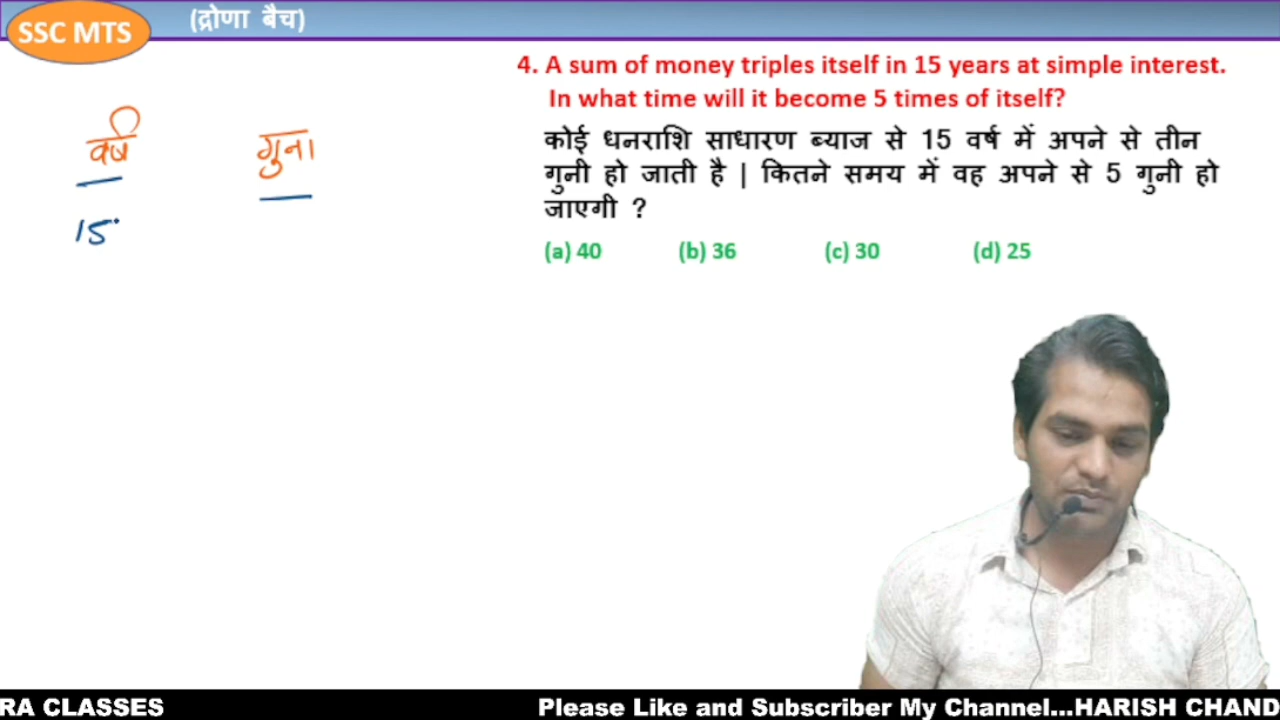 SSC MTS
(द्रोणा बैच)
4. A sum of money triples itself in 15 years at simple interest.
In what time will it become 5 times of itself?
कोई धनराशि साधारण ब्याज से 15 वर्ष में अपने से तीन
गुनी हो जाती है | कितने समय में वह अपने से 5 गुनी हो
जाएगी ?
(a) 40 (b) 36 (c) 30 (d) 25
वर्ष गुना
15
RA CLASSES Please Like and Subscriber My Channel...HARISH CHAND